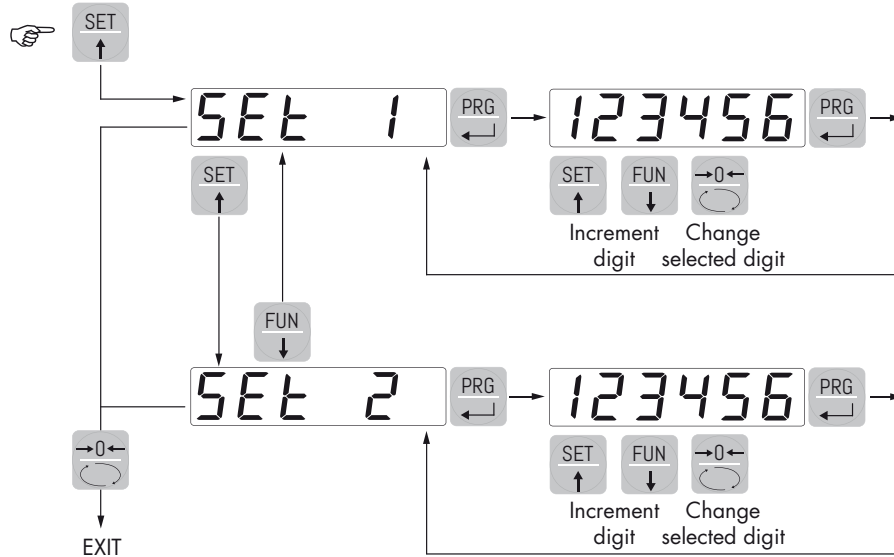 SET
SEt 1 PRG 123456 PRG
SET SET FUN →0←
Increment Change
digit selected digit
FUN
SEt 2 PRG 123456 PRG
→0← SET FUN →0←
Increment Change
digit selected digit
EXIT